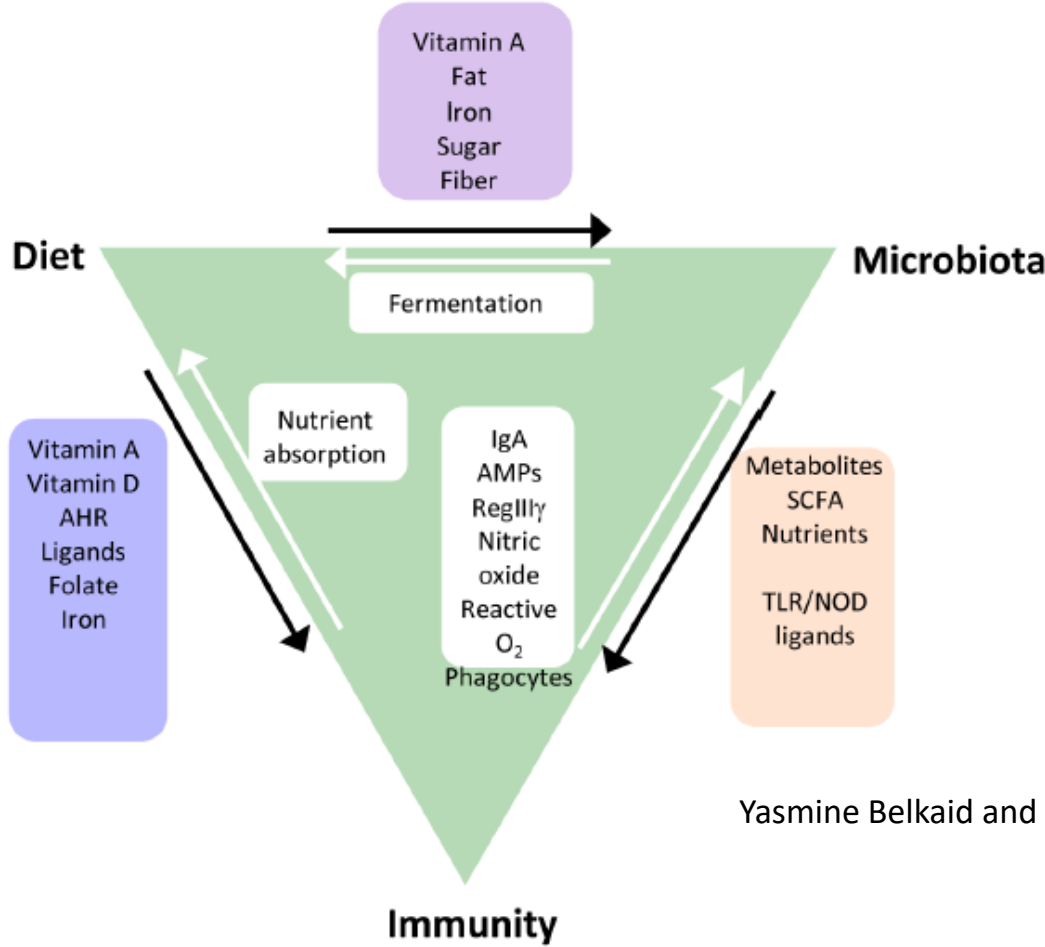 Vitamin A
Fat
Iron
Sugar
Fiber
Diet
Microbiota
Fermentation
Nutrient
absorption
Vitamin A
Vitamin D
AHR
Ligands
Folate
Iron
IgA
AMPs
RegIIIγ
Nitric
oxide
Reactive
O₂
Phagocytes
Metabolites
SCFA
Nutrients
TLR/NOD
ligands
Yasmine Belkaid and
Immunity